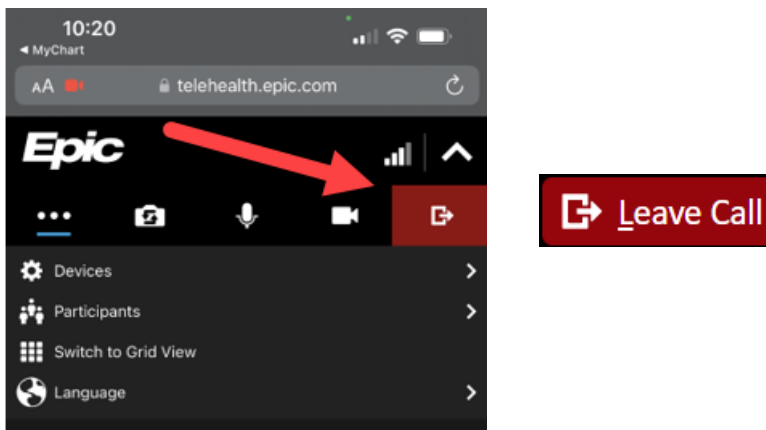 10:20
◄ MyChart
AA telehealth.epic.com
Epic
Leave Call
Devices
Participants
Switch to Grid View
Language